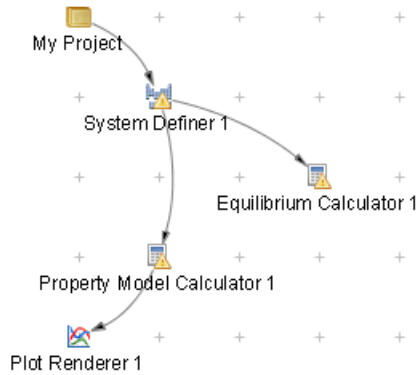 My Project
System Definer 1
Equilibrium Calculator 1
Property Model Calculator 1
Plot Renderer 1